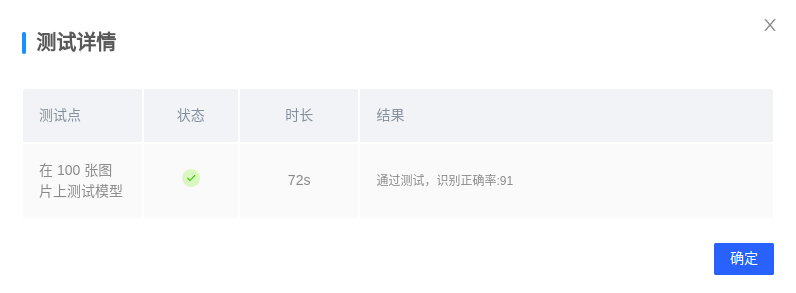 X
测试详情
测试点 状态 时长 结果
在 100 张图
片上测试模型
72s
通过测试，识别正确率:91
确定